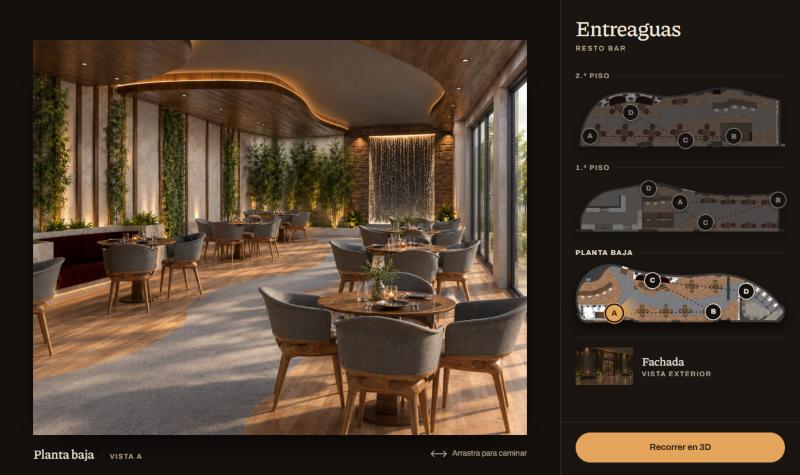 Entreaguas
RESTO BAR
2.º PISO
D
A
C
B
1.º PISO
D
A
B
C
PLANTA BAJA
C
D
A
B
Fachada
VISTA EXTERIOR
Planta baja
VISTA A
Arrastra para caminar
Recorrer en 3D